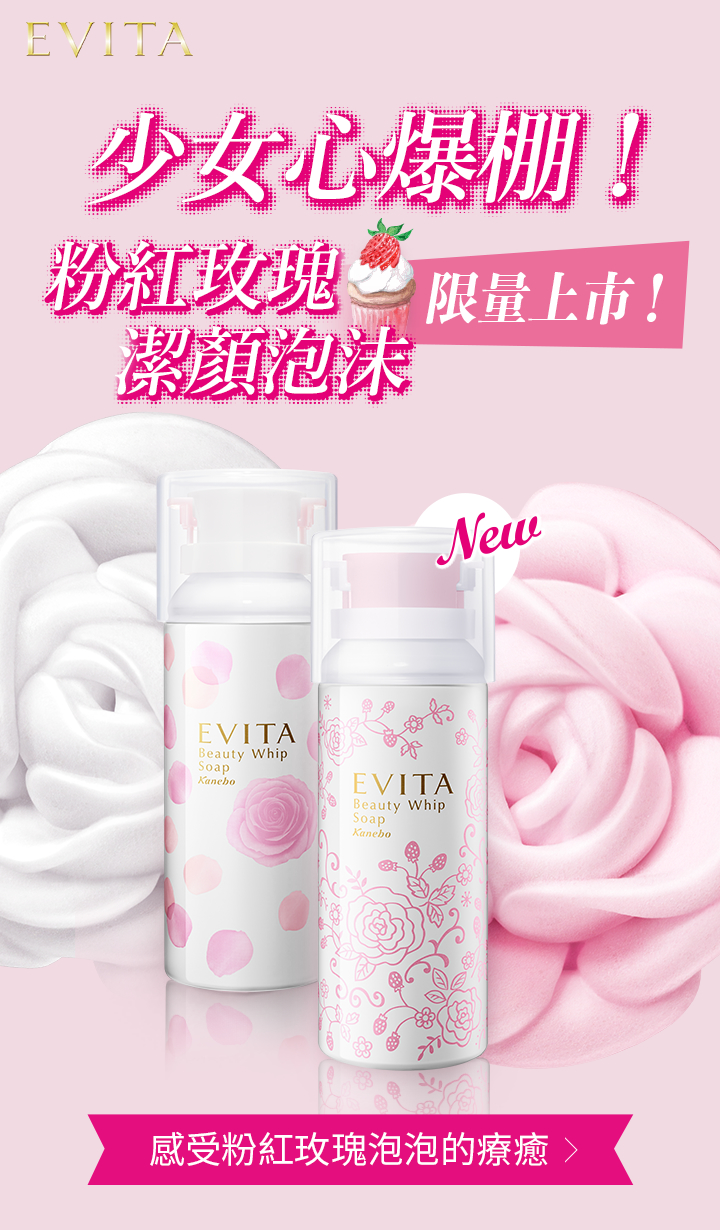 EVITA
少女心爆棚！
粉紅玫瑰
潔顏泡沫
限量上市！
New
EVITA
Beauty Whip
Soap
Kanebo
EVITA
Beauty Whip
Soap
Kanebo
感受粉紅玫瑰泡泡的療癒 >